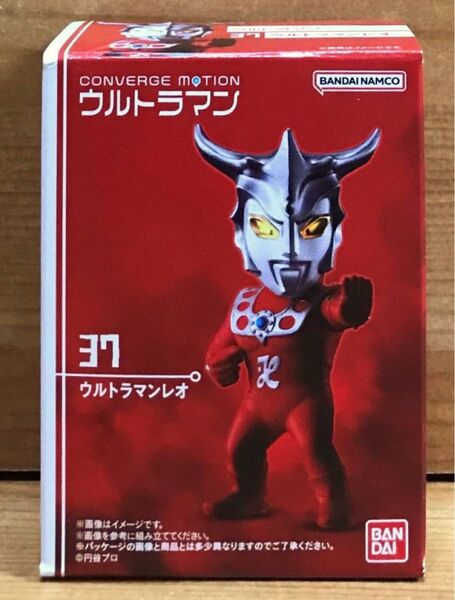 CONVERGE MOTION
ウルトラマン
BANDAI NAMCO
37
ウルトラマンレオ
※画像はイメージです。
※画像を参考に組み立ててください。
※パッケージの画像と商品とは多少異なりますのでご了承ください。
©円谷プロ
BAN
DAI